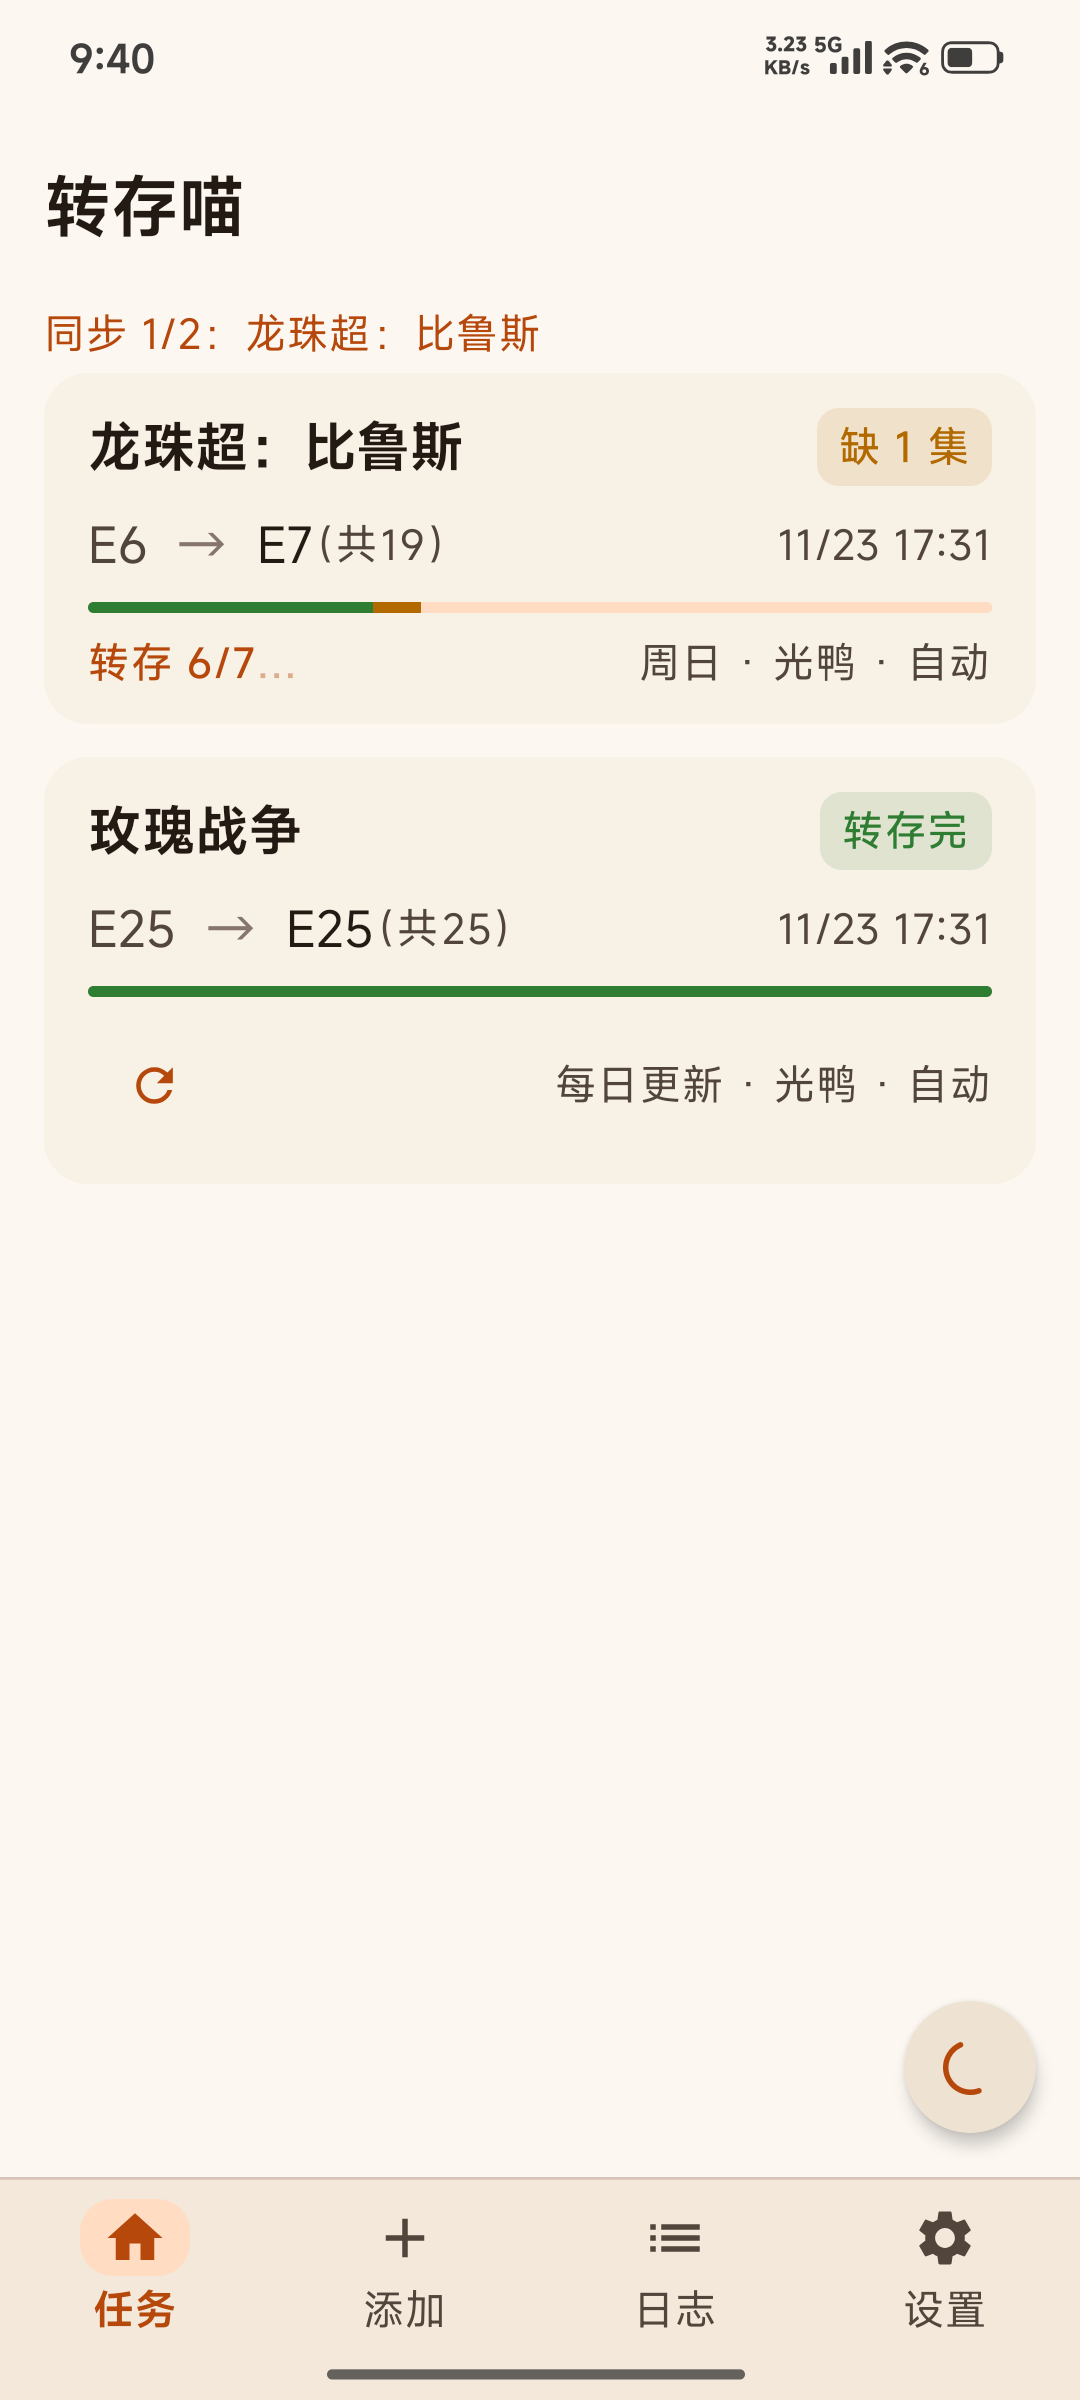 9:40
3.23 KB/s 5G 6
转存喵
同步 1/2：龙珠超：比鲁斯
龙珠超：比鲁斯
缺 1 集
E6 → E7(共19)
11/23 17:31
转存 6/7...
周日 · 光鸭 · 自动
玫瑰战争
转存完
E25 → E25(共25)
11/23 17:31
每日更新 · 光鸭 · 自动
任务
添加
日志
设置